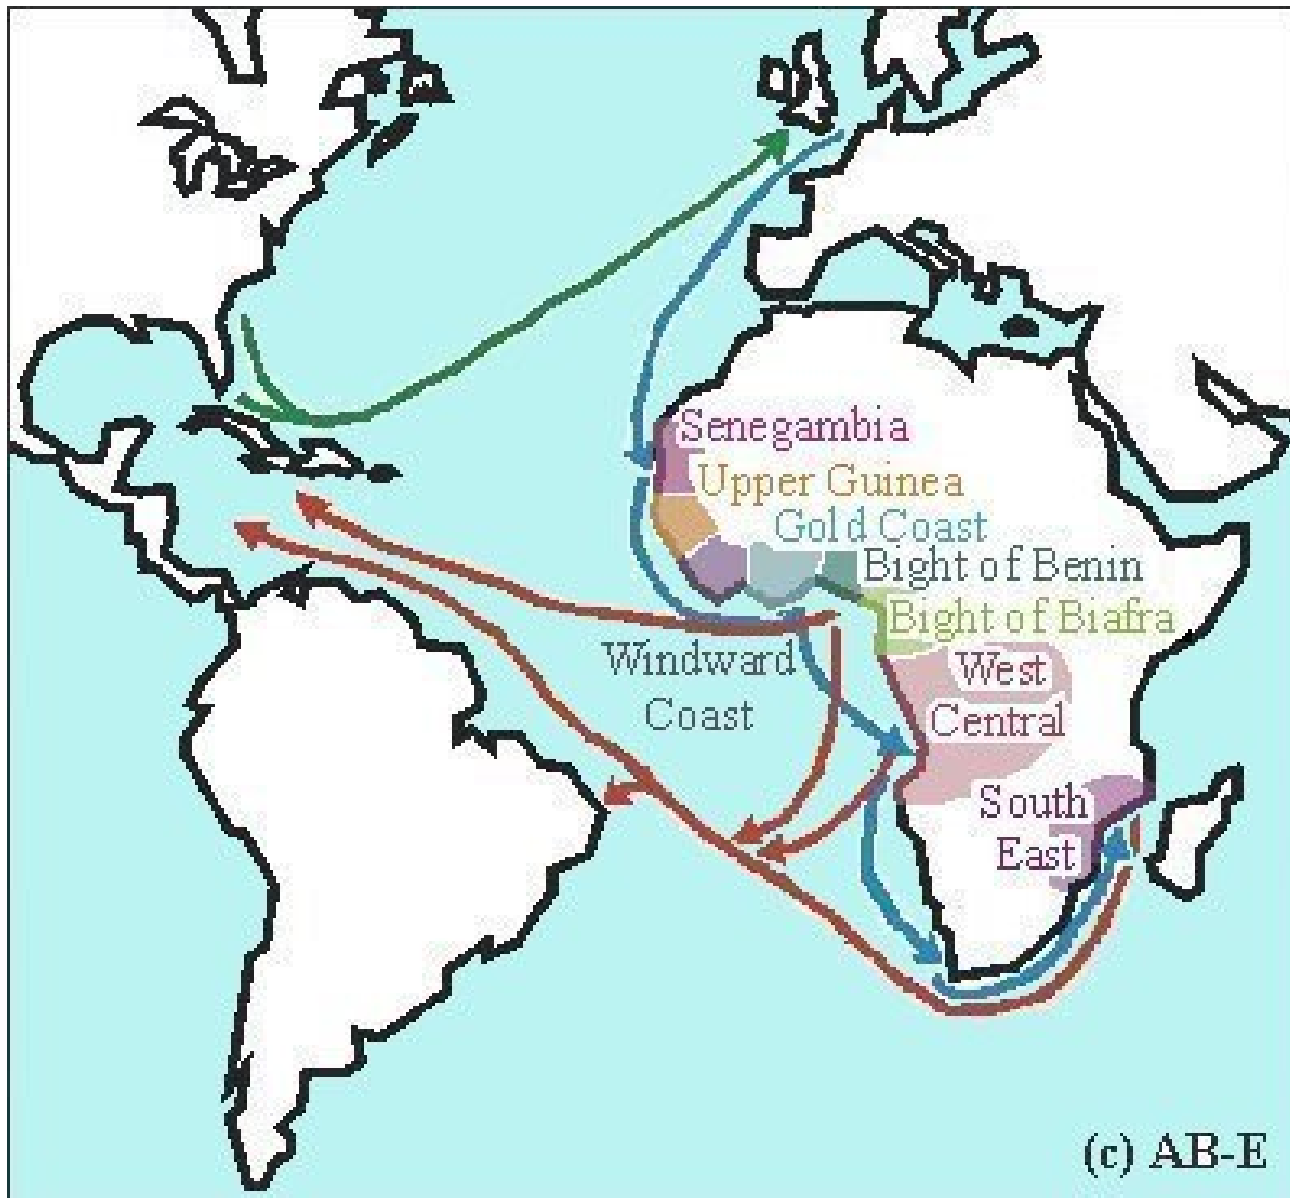 Senegambia
Upper Guinea
Gold Coast
Bight of Benin
Bight of Biafra
Windward
Coast
West
Central
South
East
(c) AB-E